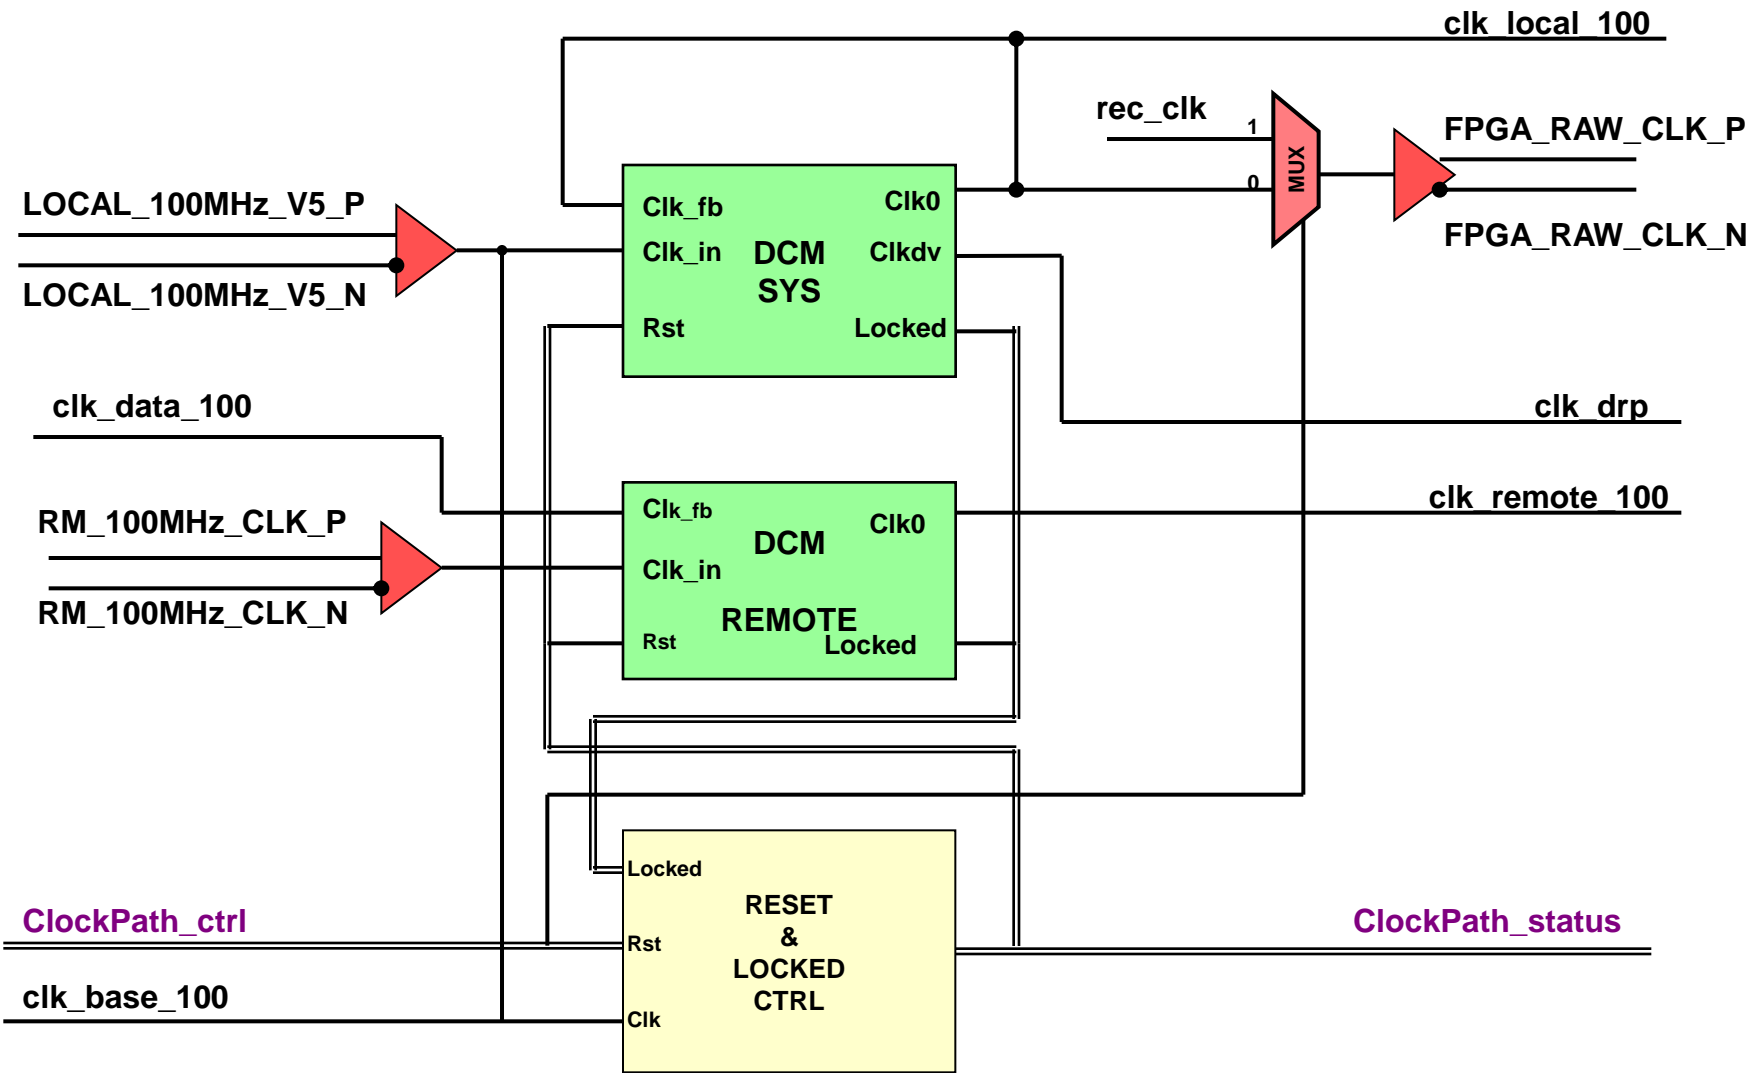 clk_local_100
rec_clk
1
MUX
0
FPGA_RAW_CLK_P
FPGA_RAW_CLK_N
LOCAL_100MHz_V5_P
LOCAL_100MHz_V5_N
Clk_fb
Clk0
Clk_in
DCM
Clkdv
SYS
Rst
Locked
clk_data_100
clk_drp
RM_100MHz_CLK_P
RM_100MHz_CLK_N
Clk_fb
Clk0
DCM
Clk_in
REMOTE
Rst
Locked
clk_remote_100
Locked
RESET
&
LOCKED
CTRL
Rst
Clk
ClockPath_ctrl
ClockPath_status
clk_base_100